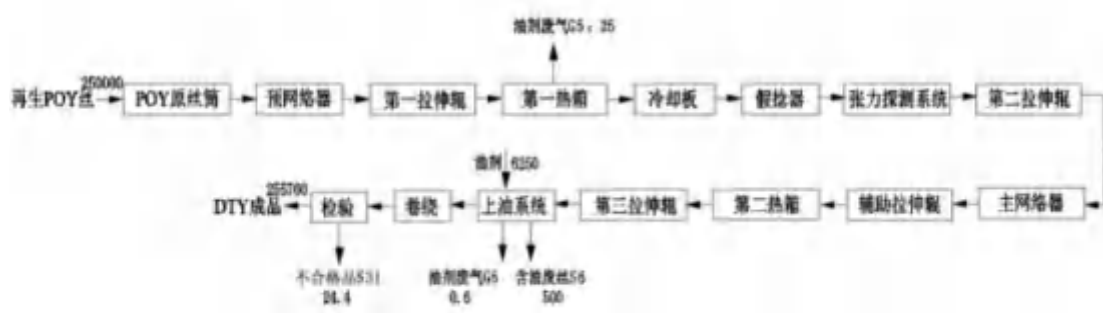 油剂废气G5：25
再生POY丝
250000
POY原丝筒
预网络器
第一拉伸辊
第一热箱
冷却板
假捻器
张力探测系统
第二拉伸辊
油剂 6250
DTY成品
255700
检验
卷绕
上油系统
第三拉伸辊
第二热箱
辅助拉伸辊
主网络器
不合格品S31
24.4
油剂废气G6
0.6
含油废丝S6
500